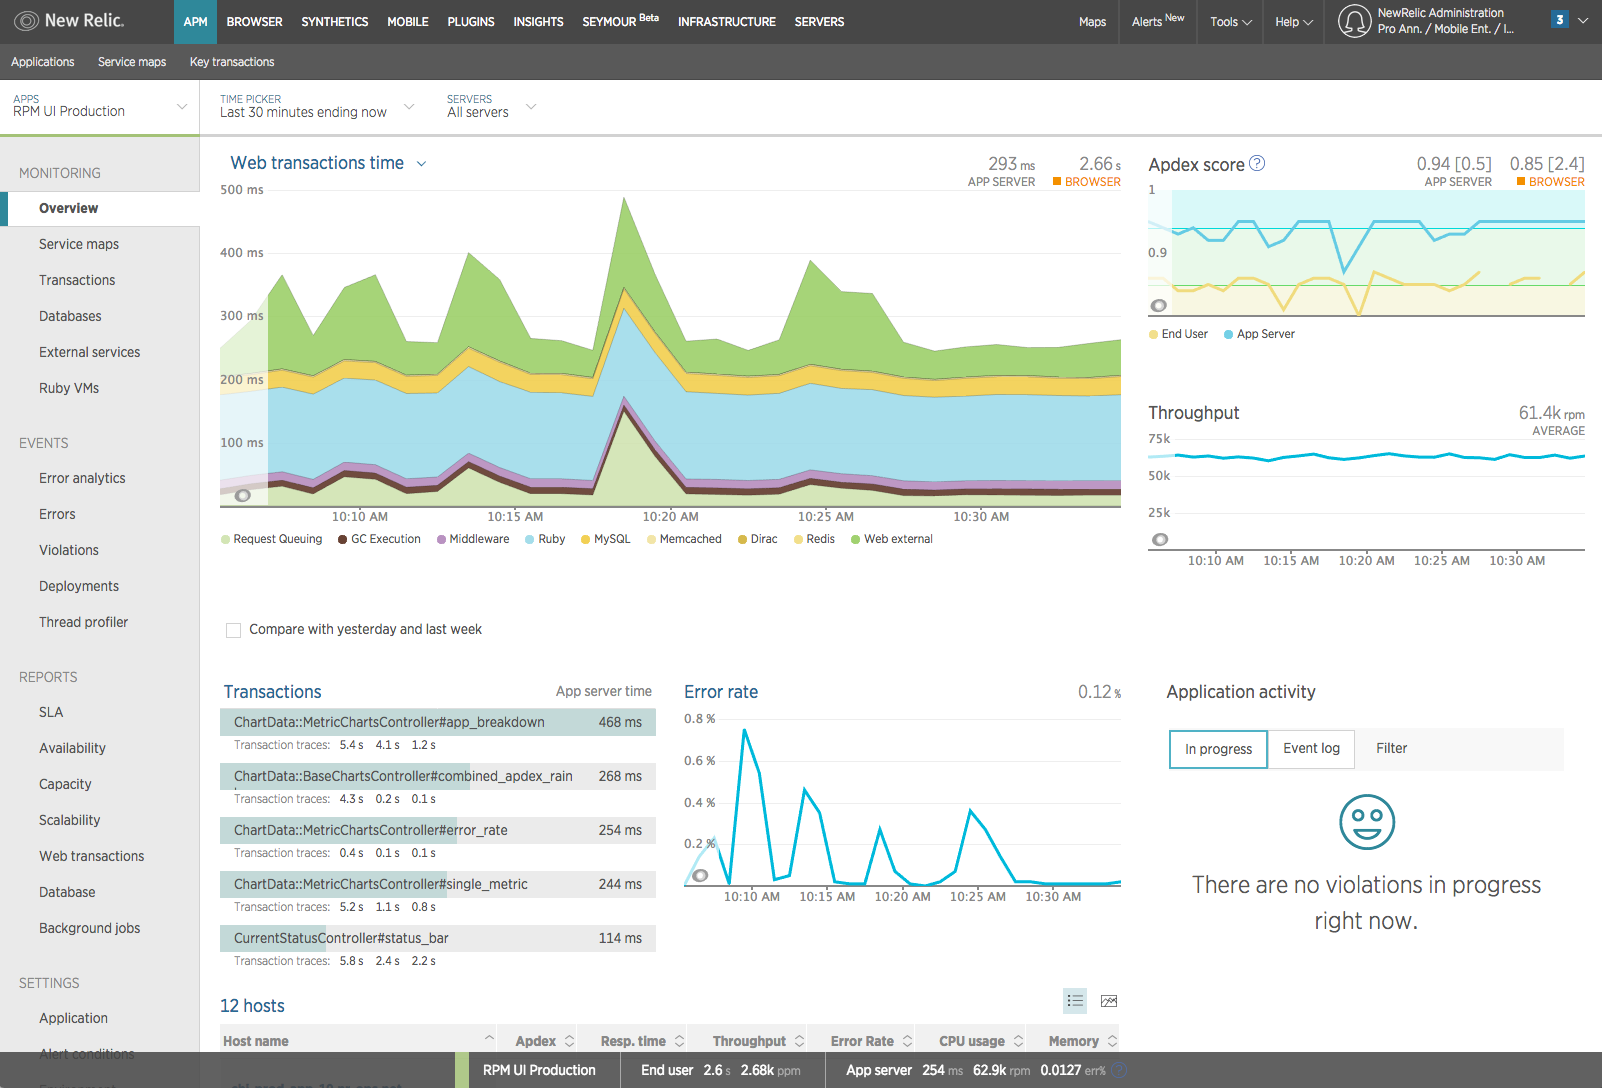 New Relic.
APM BROWSER SYNTHETICS MOBILE PLUGINS INSIGHTS SEYMOUR Beta INFRASTRUCTURE SERVERS
Maps Alerts New Tools Help
NewRelic Administration
Pro Ann. / Mobile Ent. / I...
3
Applications Service maps Key transactions
APPS
RPM UI Production
TIME PICKER
Last 30 minutes ending now
SERVERS
All servers
MONITORING
Overview
Service maps
Transactions
Databases
External services
Ruby VMs
EVENTS
Error analytics
Errors
Violations
Deployments
Thread profiler
REPORTS
SLA
Availability
Capacity
Scalability
Web transactions
Database
Background jobs
SETTINGS
Application
Alert conditions
Web transactions time
293 ms
APP SERVER
2.66 s
BROWSER
500 ms
400 ms
300 ms
200 ms
100 ms
10:10 AM 10:15 AM 10:20 AM 10:25 AM 10:30 AM
Request Queuing GC Execution Middleware Ruby MySQL Memcached Dirac Redis Web external
Compare with yesterday and last week
Apdex score ?
0.94 [0.5]
APP SERVER
0.85 [2.4]
BROWSER
1
0.9
End User App Server
Throughput
61.4k rpm
AVERAGE
75k
50k
25k
10:10 AM 10:15 AM 10:20 AM 10:25 AM 10:30 AM
Transactions App server time
ChartData::MetricChartsController#app_breakdown 468 ms
Transaction traces: 5.4 s 4.1 s 1.2 s
ChartData::BaseChartsController#combined_apdex_rain 268 ms
Transaction traces: 4.3 s 0.2 s 0.1 s
ChartData::MetricChartsController#error_rate 254 ms
Transaction traces: 0.4 s 0.1 s 0.1 s
ChartData::MetricChartsController#single_metric 244 ms
Transaction traces: 5.2 s 1.1 s 0.8 s
CurrentStatusController#status_bar 114 ms
Transaction traces: 5.8 s 2.4 s 2.2 s
Error rate 0.12 %
0.8 %
0.6 %
0.4 %
0.2 %
10:10 AM 10:15 AM 10:20 AM 10:25 AM 10:30 AM
Application activity
In progress Event log Filter
There are no violations in progress
right now.
12 hosts
Host name Apdex Resp. time Throughput Error Rate CPU usage Memory
RPM UI Production End user 2.6 s 2.68k ppm App server 254 ms 62.9k rpm 0.0127 err% ?